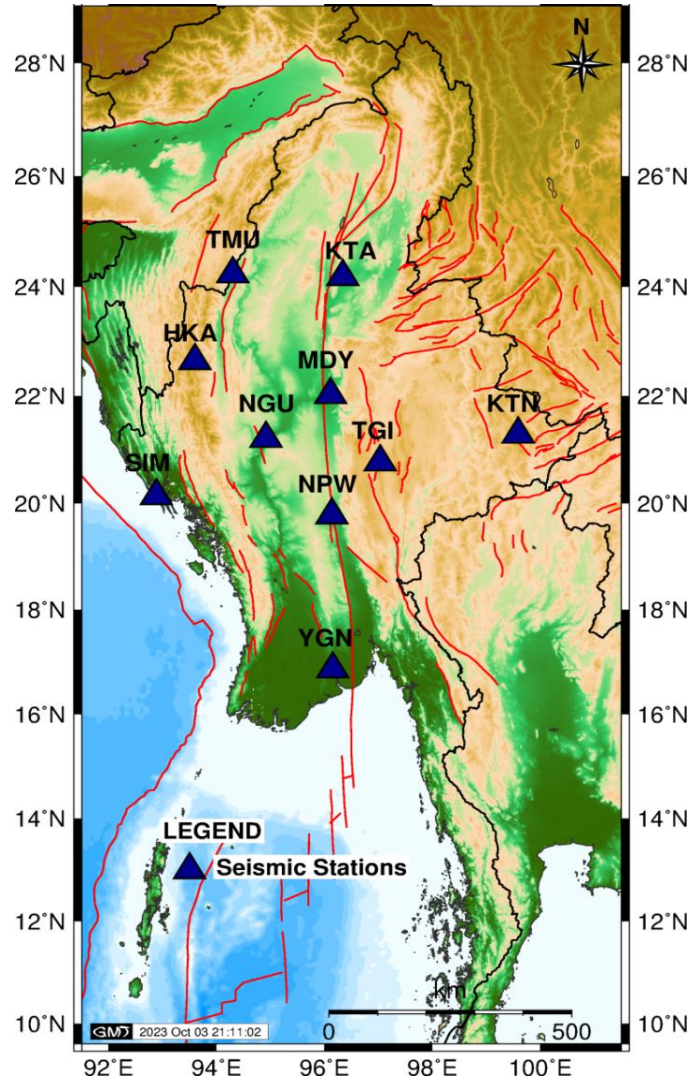 N
28°N
26°N
TMU
KTA
24°N
HKA
MDY
22°N
NGU
KTN
TGI
SIM
NPW
20°N
18°N
YGN
16°N
14°N
LEGEND
Seismic Stations
12°N
km
10°N
GMT 2023 Oct 03 21:11:02
0 500
92°E 94°E 96°E 98°E 100°E
28°N
26°N
24°N
22°N
20°N
18°N
16°N
14°N
12°N
10°N